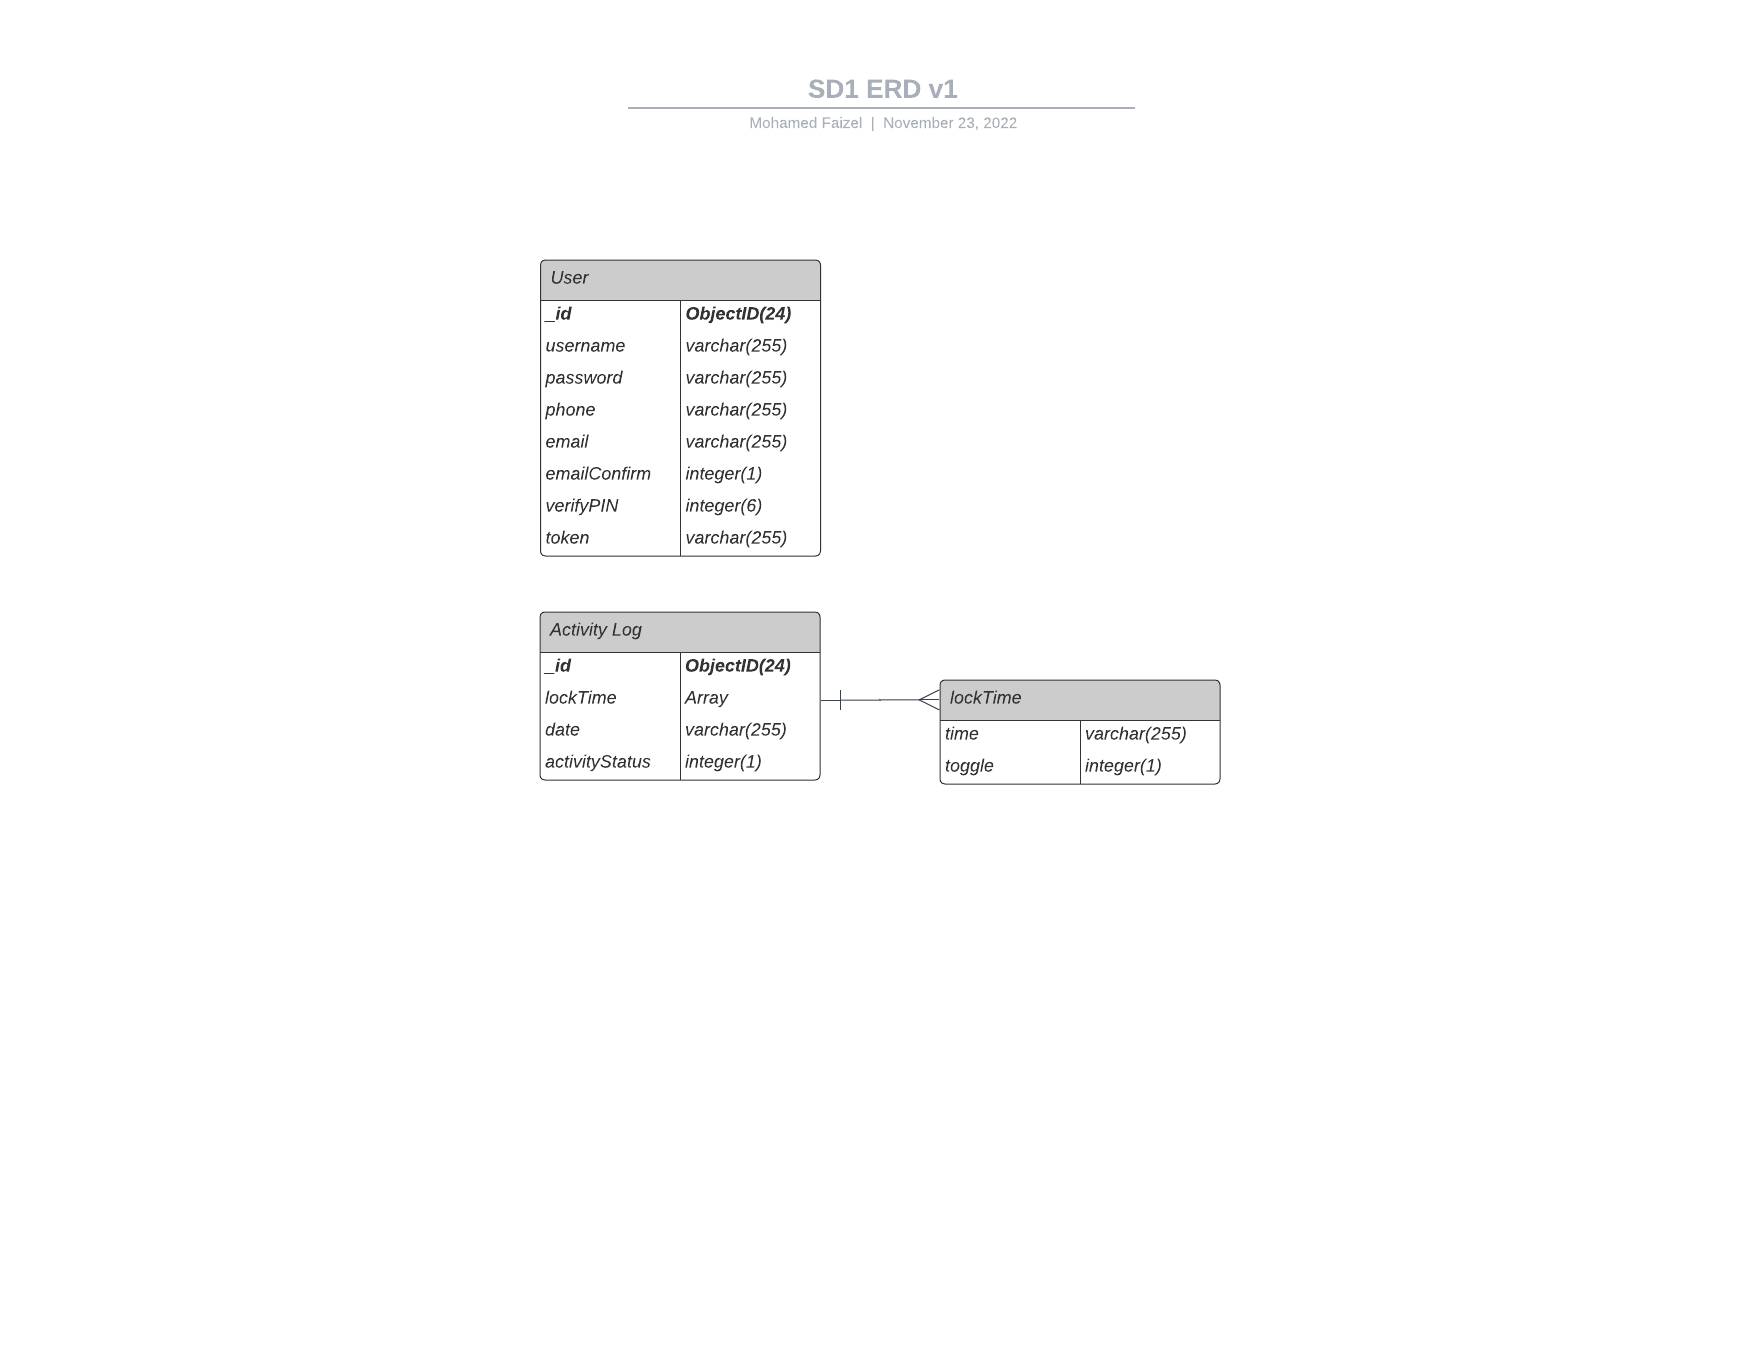 SD1 ERD v1
Mohamed Faizel | November 23, 2022
User
_id ObjectID(24)
username varchar(255)
password varchar(255)
phone varchar(255)
email varchar(255)
emailConfirm integer(1)
verifyPIN integer(6)
token varchar(255)
Activity Log
_id ObjectID(24)
lockTime Array
date varchar(255)
activityStatus integer(1)
lockTime
time varchar(255)
toggle integer(1)